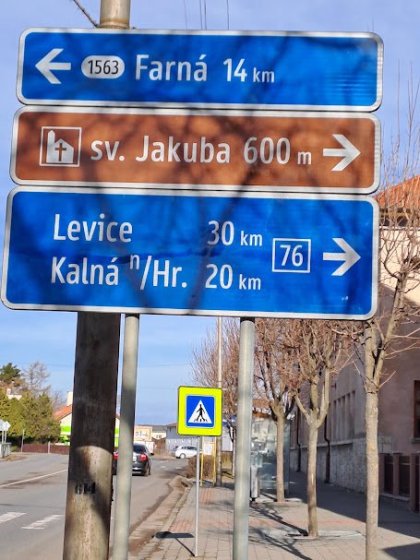 1563 Farná 14 km
sv. Jakuba 600 m
Levice 30 km
Kalná n/Hr. 20 km
76